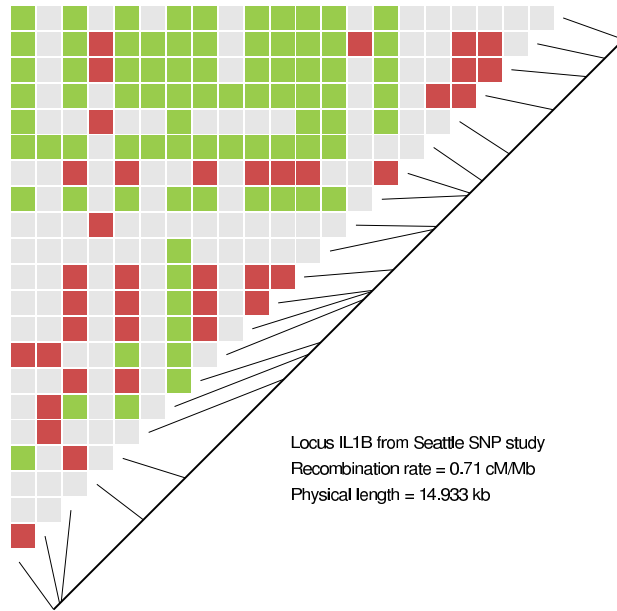 Locus IL1B from Seattle SNP study
Recombination rate = 0.71 cM/Mb
Physical length = 14.933 kb